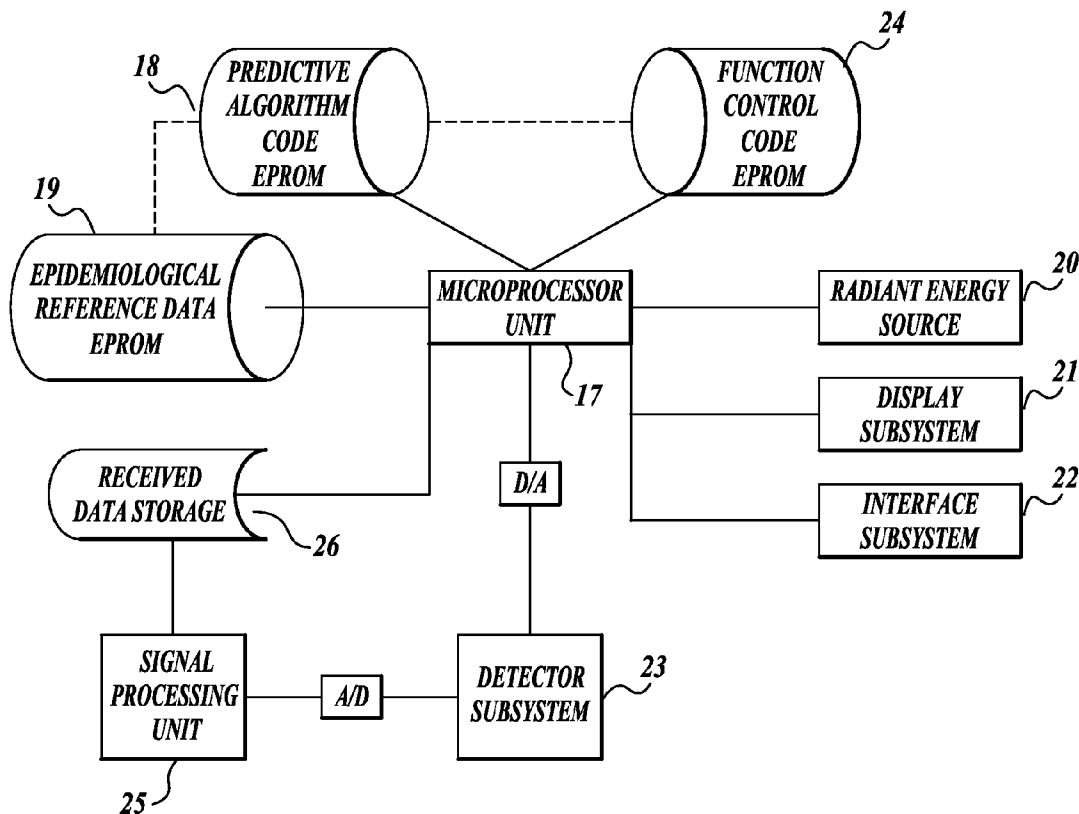 24
18
PREDICTIVE
ALGORITHM
CODE
EPROM
FUNCTION
CONTROL
CODE
EPROM
19
EPIDEMIOLOGICAL
REFERENCE DATA
EPROM
MICROPROCESSOR
UNIT
17
20
RADIANT ENERGY
SOURCE
21
DISPLAY
SUBSYSTEM
22
INTERFACE
SUBSYSTEM
RECEIVED
DATA STORAGE
26
D/A
SIGNAL
PROCESSING
UNIT
25
A/D
DETECTOR
SUBSYSTEM
23